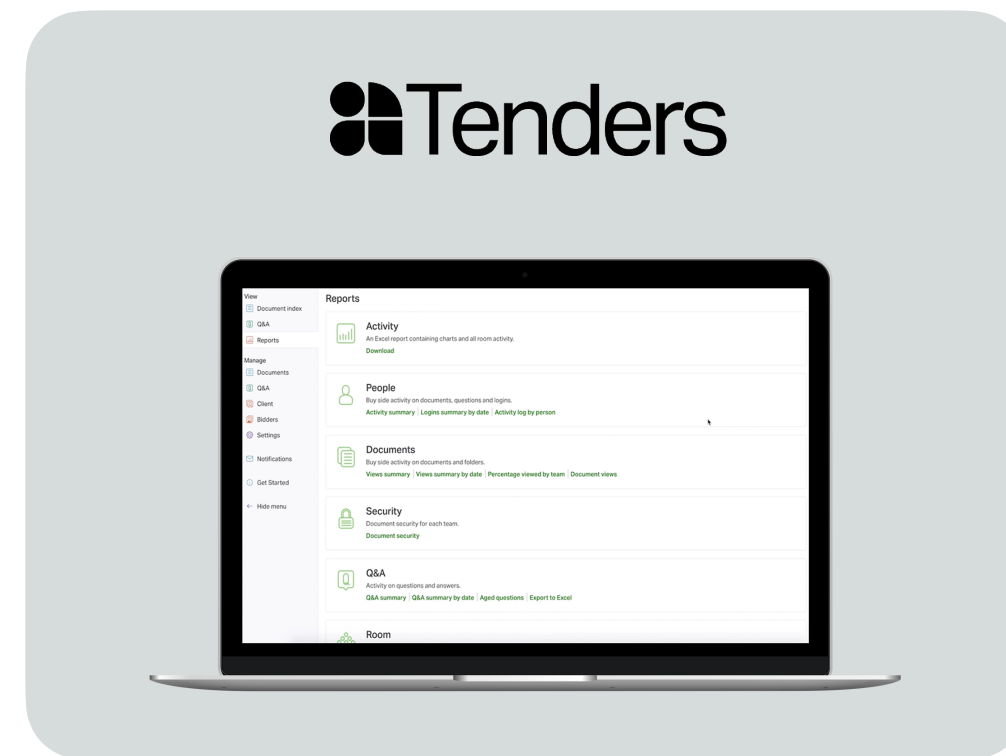 Tenders
View
Document index
Q&A
Reports
Manage
Documents
Q&A
Client
Bidders
Settings
Notifications
Get Started
Hide menu
Reports
Activity
An Excel report containing charts and all room activity.
Download
People
Buy side activity on documents, questions and logins.
Activity summary | Logins summary by date | Activity log by person
Documents
Buy side activity on documents and folders.
Views summary | Views summary by date | Percentage viewed by team | Document views
Security
Document security for each team.
Document security
Q&A
Activity on questions and answers.
Q&A summary | Q&A summary by date | Aged questions | Export to Excel
Room